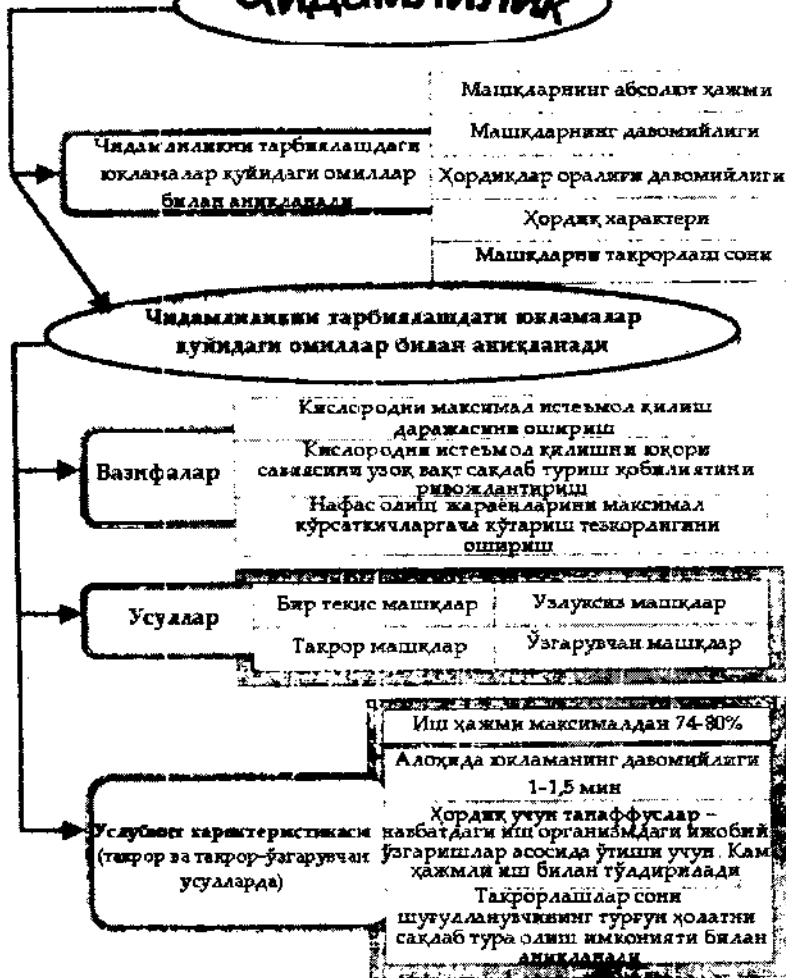 Чидамлилик
Машқларнинг абсолют ҳажми
Чидамлиликни тарбиялашдаги
юкламалар қуйидаги омиллар
билан аниқланади
Машқларнинг давомийлиги
Ҳордиқлар оралиғи давомийлиги
Ҳордиқ характери
Машқларни такрорлаш сони
Чидамлиликни тарбиялашдаги юкламалар
қуйидаги омиллар билан аниқланади
Вазифалар
Кислородни максимал истеъмол қилиш
даражасини ошириш
Кислородни истеъмол қилишни юқори
савиясини узоқ вақт сақлаб туриш қобилиятини
ривожлантириш
Нафас олиш жараёнларини максимал
кўрсаткичларгача кўтариш тезкорлигини
ошириш
Усуллар
Бир текис машқлар
Узлуксиз машқлар
Такрор машқлар
Ўзгарувчан машқлар
Услубият характеристикаси
(такрор ва такрор-ўзгарувчан
усулларда)
Иш ҳажми максималдан 74-80%
Алоҳида юкламанинг давомийлиги
1-1,5 мин
Ҳордиқ учун танаффуслар –
навбатдаги иш организмдаги ижобий
ўзгаришлар асосида ўтиши учун. Кам
ҳажмли иш билан тўлдирилади
Такрорлашлар сони
шуғулланувчининг турғун ҳолатни
сақлаб тура олиш имконияти билан
аниқланади